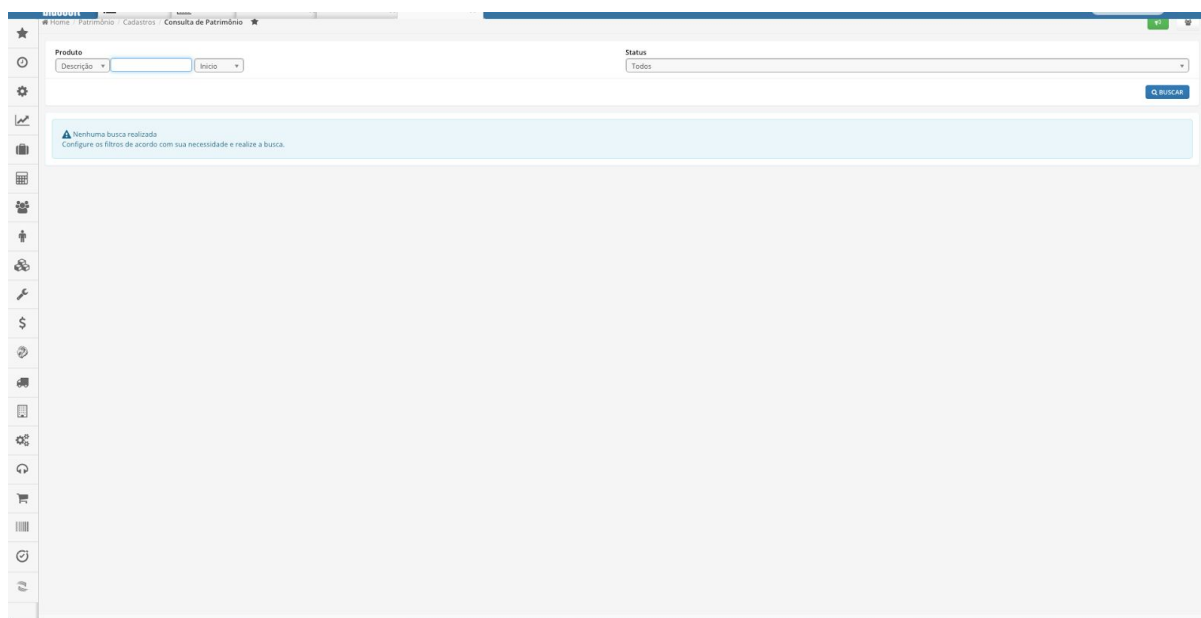 Home / Patrimônio / Cadastros / Consulta de Patrimônio
Produto
Descrição
Inicio
Status
Todos
BUSCAR
Nenhuma busca realizada
Configure os filtros de acordo com sua necessidade e realize a busca.